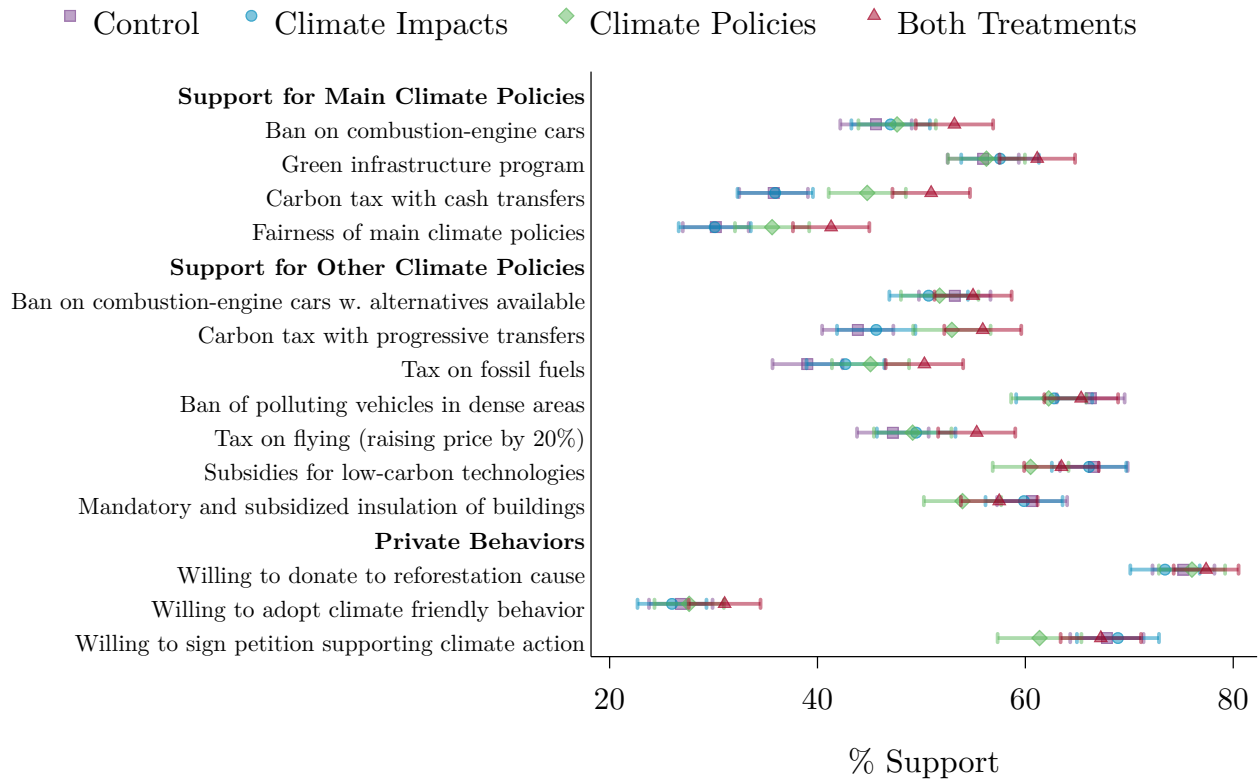 Control Climate Impacts Climate Policies Both Treatments
Support for Main Climate Policies
Ban on combustion-engine cars
Green infrastructure program
Carbon tax with cash transfers
Fairness of main climate policies
Support for Other Climate Policies
Ban on combustion-engine cars w. alternatives available
Carbon tax with progressive transfers
Tax on fossil fuels
Ban of polluting vehicles in dense areas
Tax on flying (raising price by 20%)
Subsidies for low-carbon technologies
Mandatory and subsidized insulation of buildings
Private Behaviors
Willing to donate to reforestation cause
Willing to adopt climate friendly behavior
Willing to sign petition supporting climate action
20 40 60 80
% Support